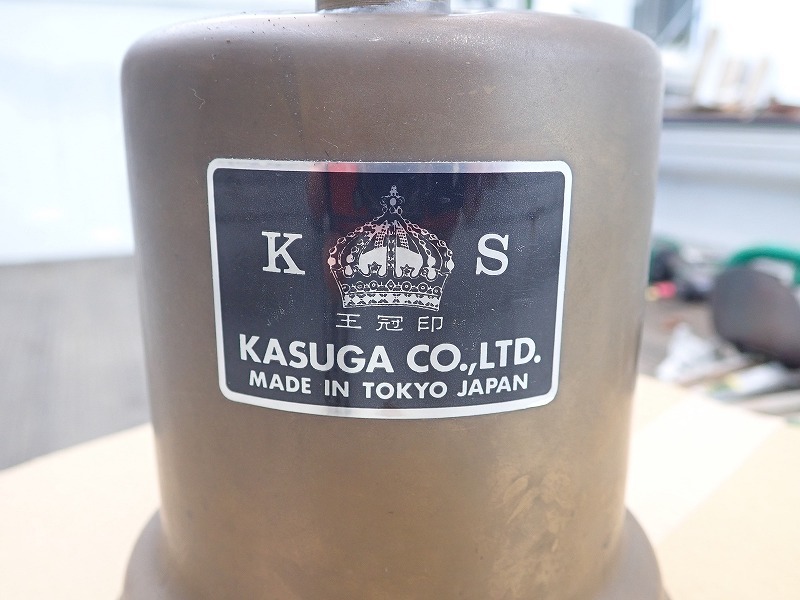 K S
王冠印
KASUGA CO.,LTD.
MADE IN TOKYO JAPAN